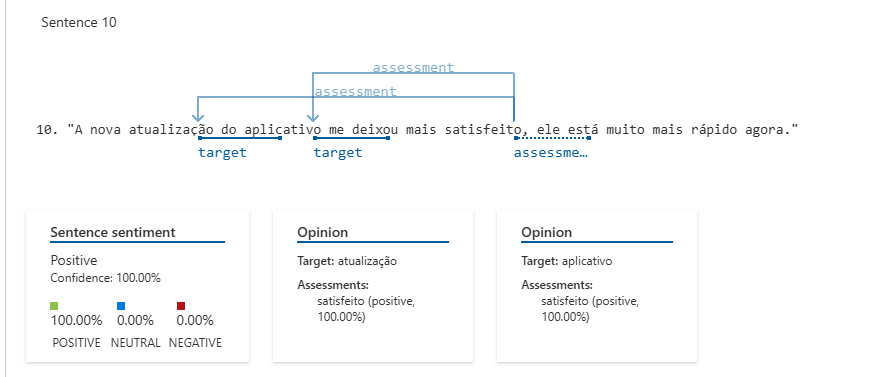 Sentence 10
assessment
assessment
10. "A nova atualização do aplicativo me deixou mais satisfeito, ele está muito mais rápido agora."
target target assessme…
Sentence sentiment
Positive
Confidence: 100.00%
100.00% 0.00% 0.00%
POSITIVE NEUTRAL NEGATIVE
Opinion
Target: atualização
Assessments:
satisfeito (positive,
100.00%)
Opinion
Target: aplicativo
Assessments:
satisfeito (positive,
100.00%)